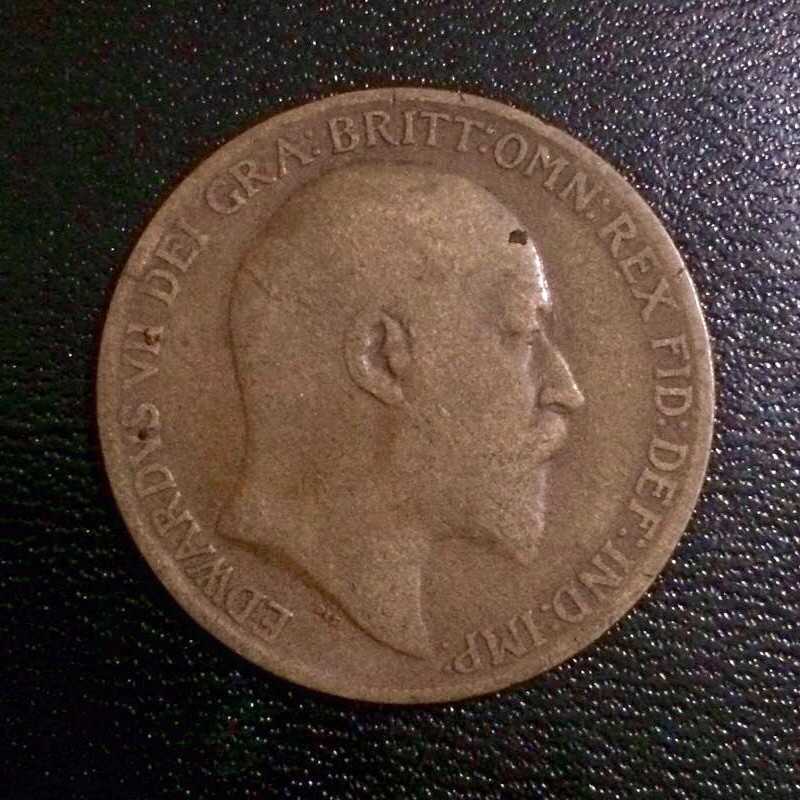 EDWARDVS VII DEI GRA: BRITT: OMN: REX FID: DEF: IND: IMP: